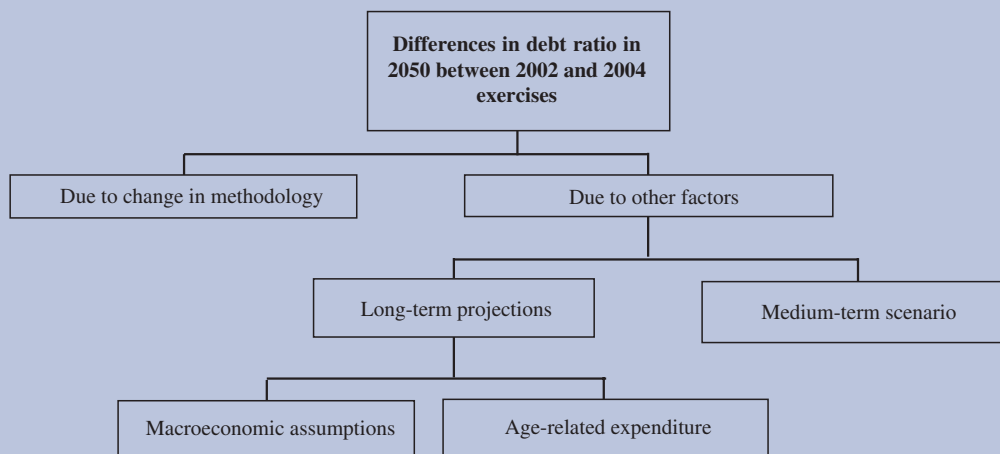 Differences in debt ratio in
2050 between 2002 and 2004
exercises
Due to change in methodology
Due to other factors
Long-term projections
Medium-term scenario
Macroeconomic assumptions
Age-related expenditure